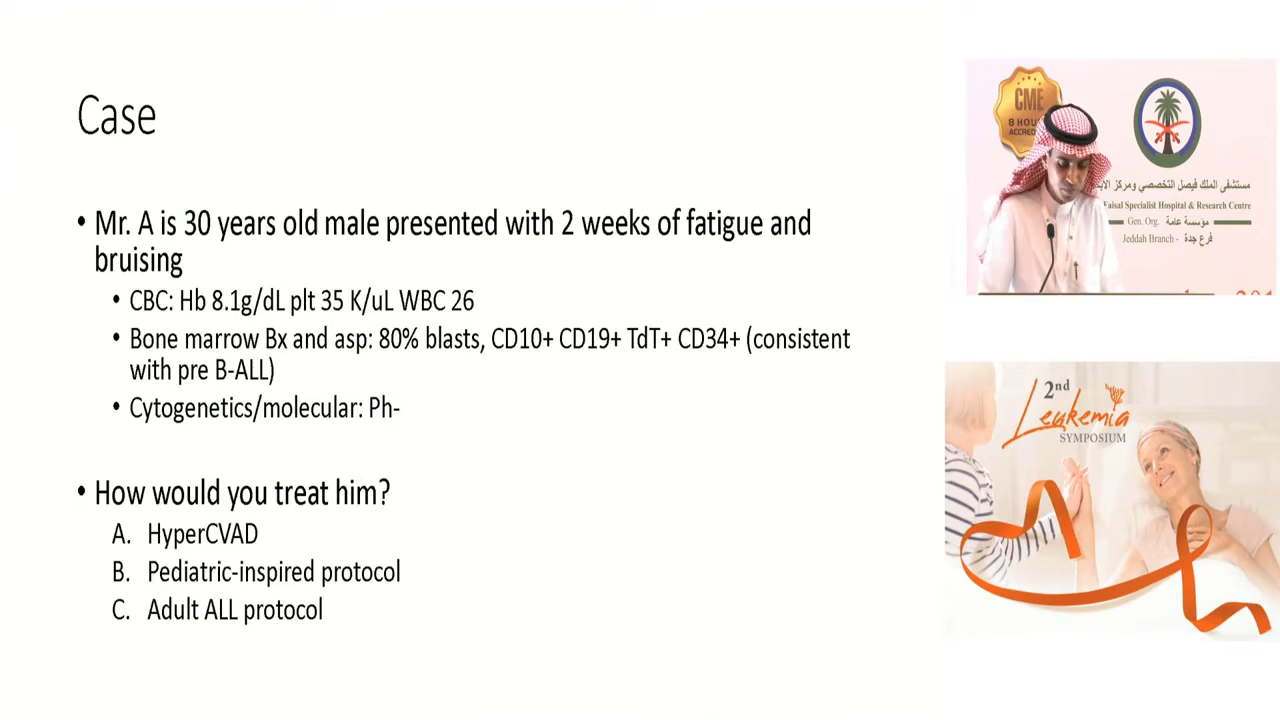 Case
• Mr. A is 30 years old male presented with 2 weeks of fatigue and
bruising
• CBC: Hb 8.1g/dL plt 35 K/uL WBC 26
• Bone marrow Bx and asp: 80% blasts, CD10+ CD19+ TdT+ CD34+ (consistent
with pre B-ALL)
• Cytogenetics/molecular: Ph-
• How would you treat him?
A. HyperCVAD
B. Pediatric-inspired protocol
C. Adult ALL protocol
CME
8 HOU
ACCRED
مستشفى الملك فيصل التخصصي ومركز الأبحا
Faisal Specialist Hospital & Research Centre
Gen. Org. مؤسسة عامة
Jeddah Branch - فرع جدة
2nd
Leukemia
SYMPOSIUM